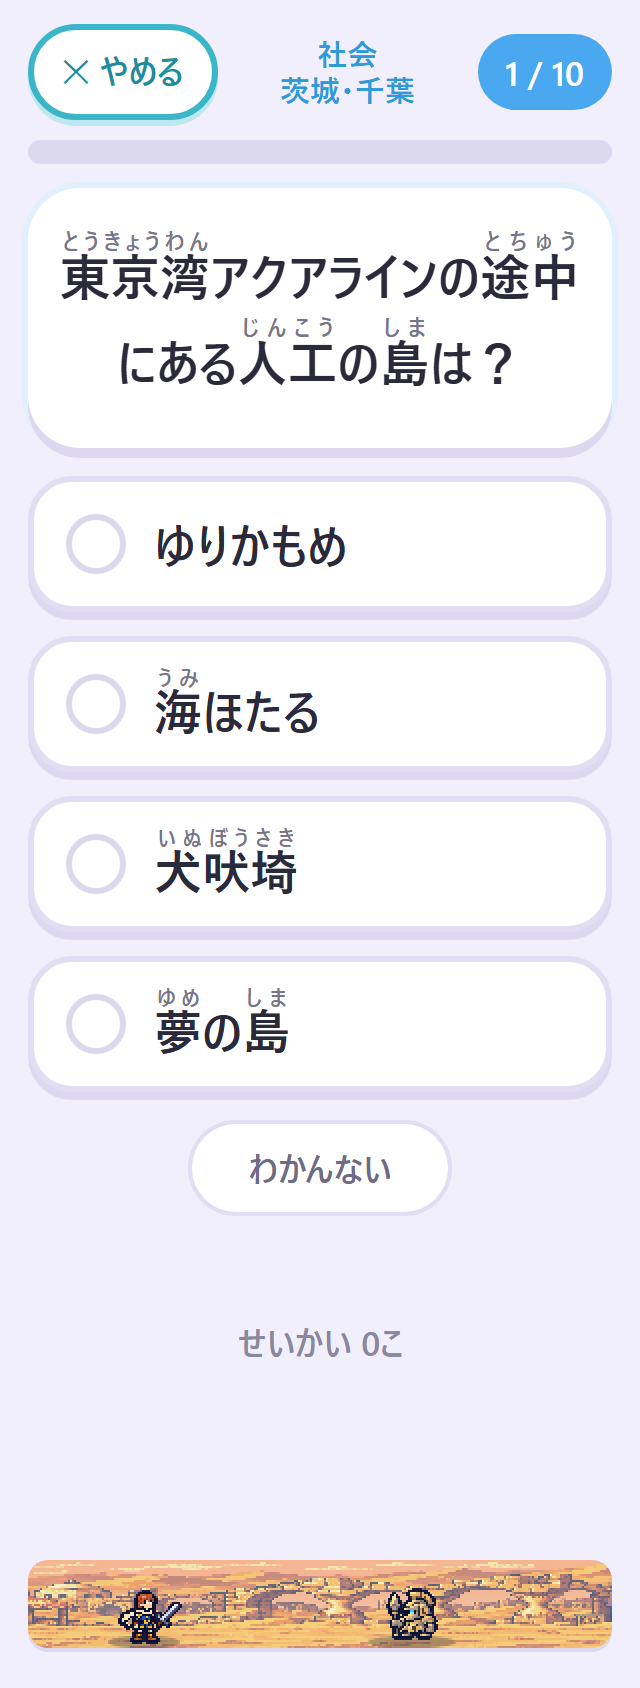 × やめる
社会
茨城・千葉
1 / 10
とうきょうわん とちゅう
東京湾アクアラインの途中
じんこう しま
にある人工の島は？
ゆりかもめ
うみ
海ほたる
いぬぼうさき
犬吠埼
ゆめ しま
夢の島
わかんない
せいかい 0こ